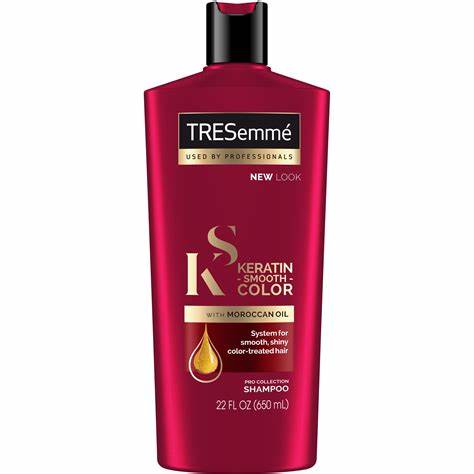 TRESemmé
USED BY PROFESSIONALS
NEW LOOK
KS
KERATIN
- SMOOTH -
COLOR
WITH MOROCCAN OIL
System for
smooth, shiny
color-treated hair
PRO COLLECTION
SHAMPOO
22 FL OZ (650 mL)